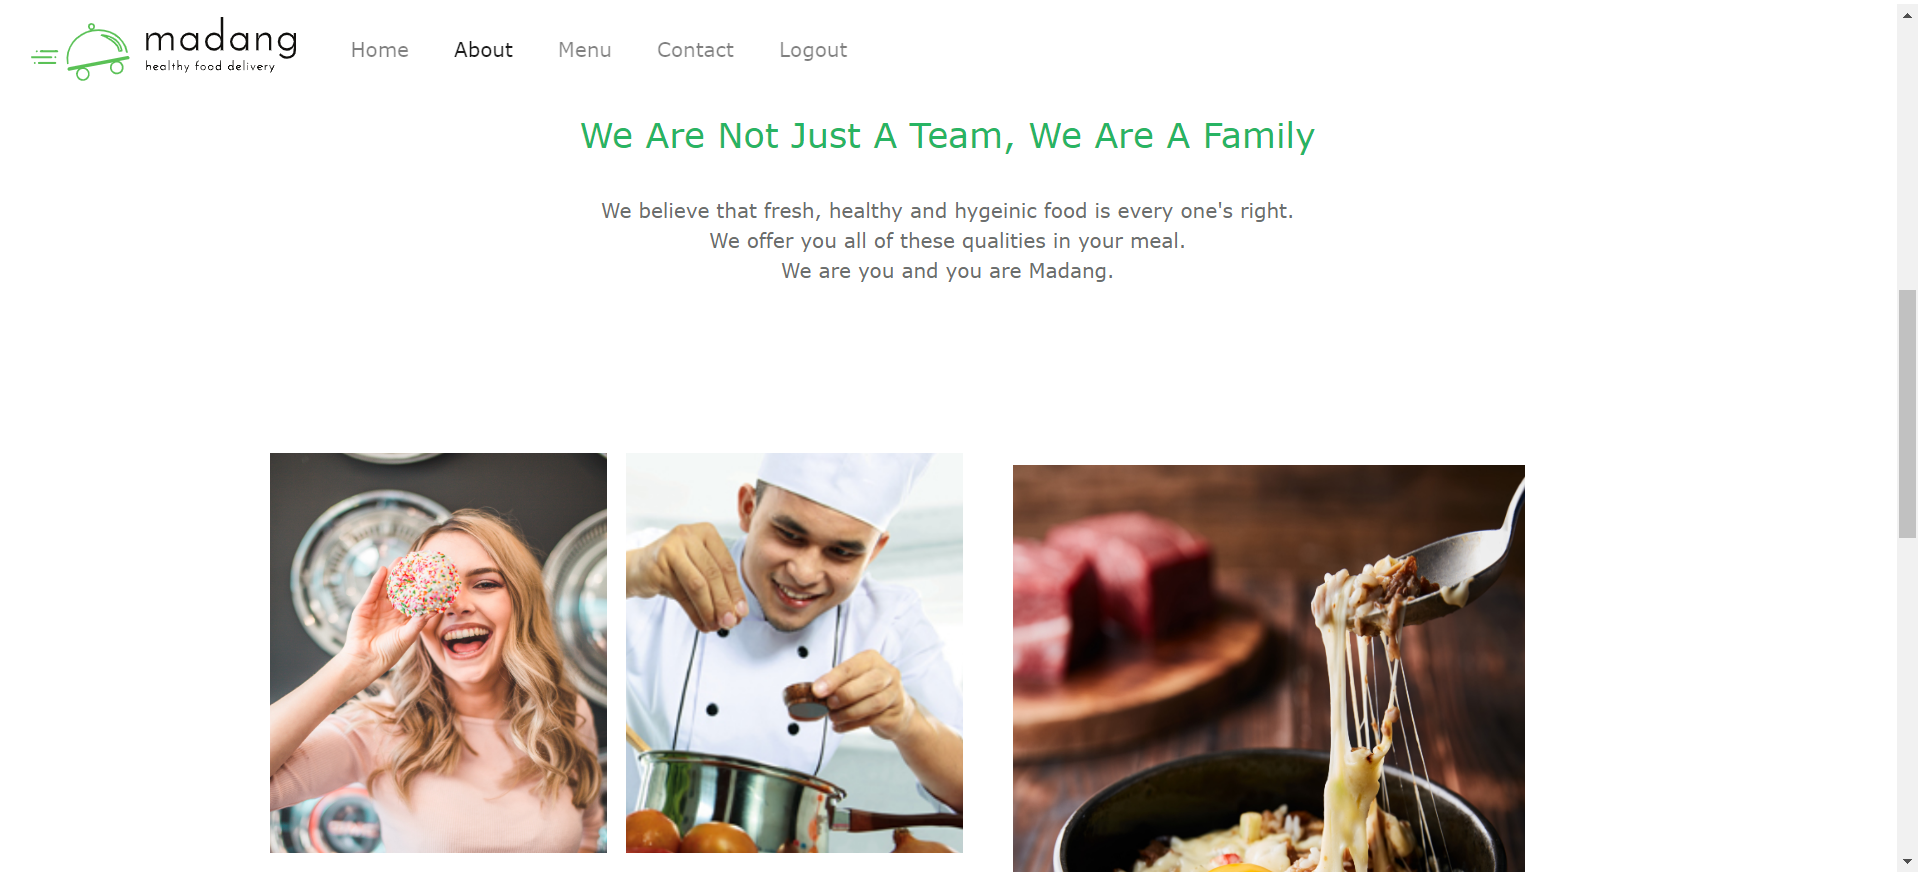 madang
healthy food delivery
Home About Menu Contact Logout
We Are Not Just A Team, We Are A Family
We believe that fresh, healthy and hygeinic food is every one's right.
We offer you all of these qualities in your meal.
We are you and you are Madang.